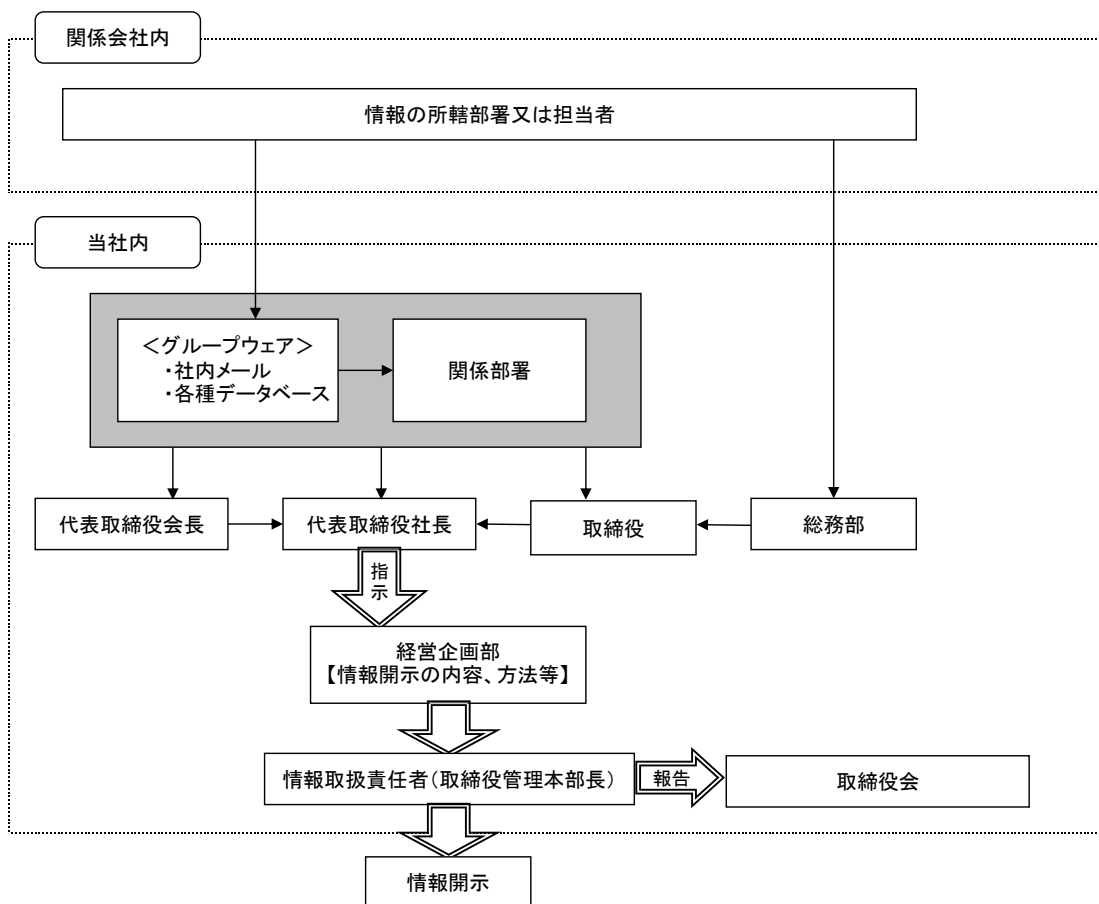 関係会社内
情報の所轄部署又は担当者
当社内
＜グループウェア＞
・社内メール
・各種データベース
関係部署
代表取締役会長
代表取締役社長
取締役
総務部
指
示
経営企画部
【情報開示の内容、方法等】
情報取扱責任者（取締役管理本部長）
報告
取締役会
情報開示